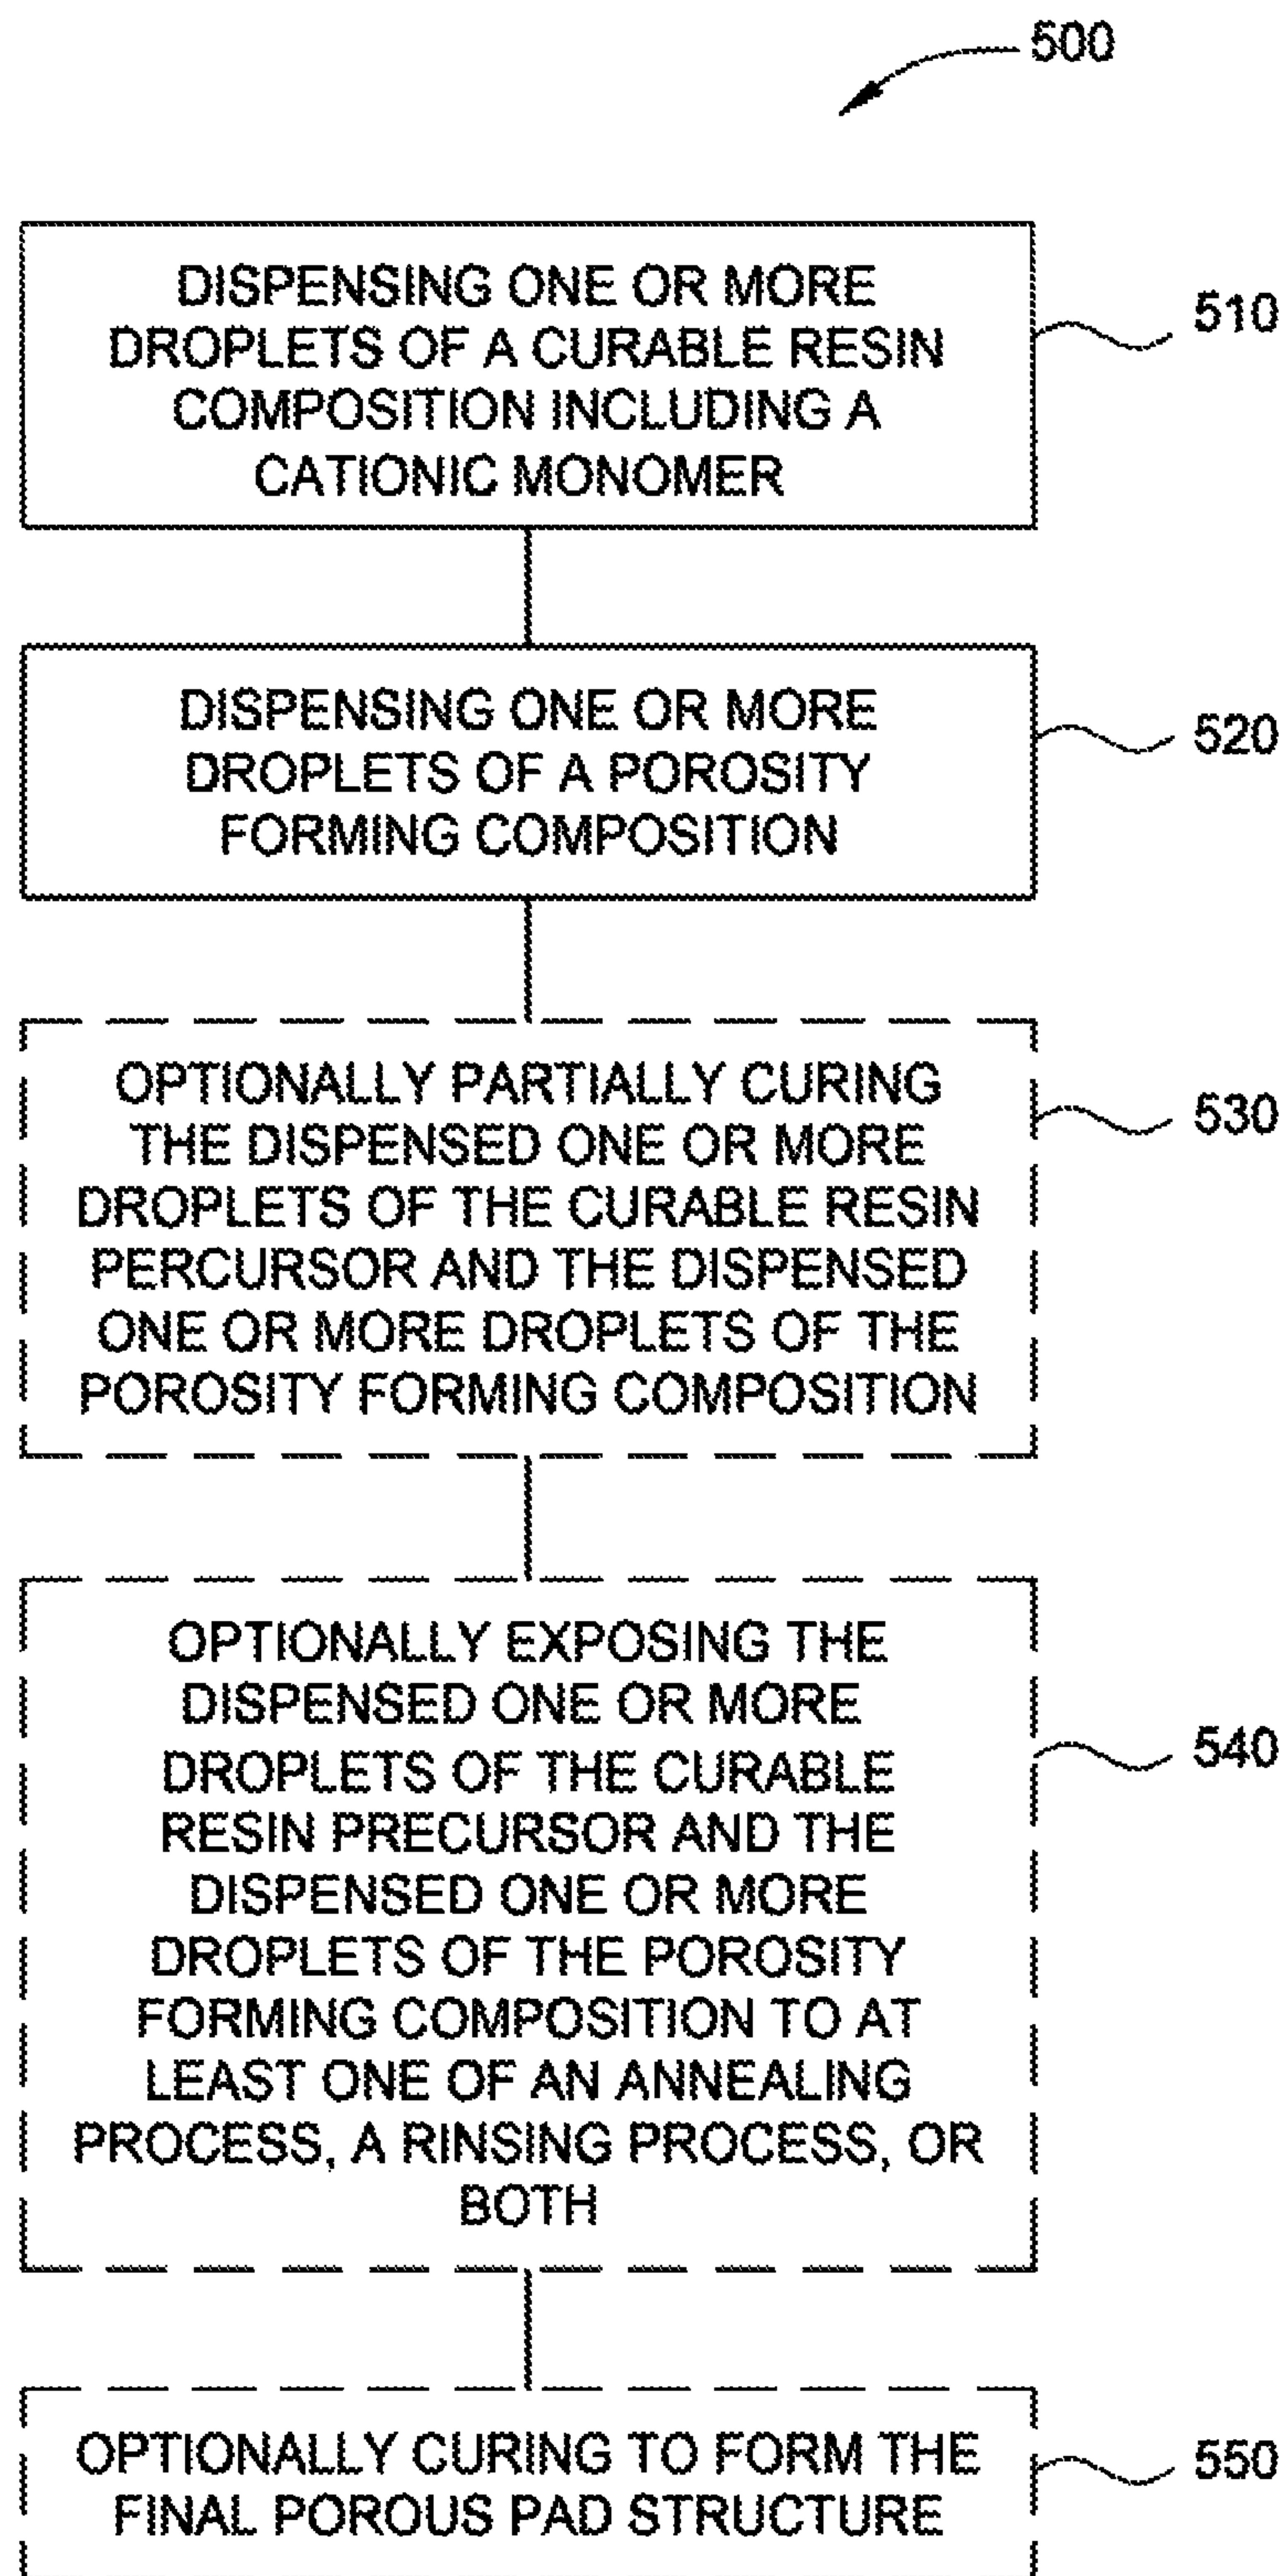 500
DISPENSING ONE OR MORE
DROPLETS OF A CURABLE RESIN
COMPOSITION INCLUDING A
CATIONIC MONOMER
510
DISPENSING ONE OR MORE
DROPLETS OF A POROSITY
FORMING COMPOSITION
520
OPTIONALLY PARTIALLY CURING
THE DISPENSED ONE OR MORE
DROPLETS OF THE CURABLE RESIN
PERCURSOR AND THE DISPENSED
ONE OR MORE DROPLETS OF THE
POROSITY FORMING COMPOSITION
530
OPTIONALLY EXPOSING THE
DISPENSED ONE OR MORE
DROPLETS OF THE CURABLE
RESIN PRECURSOR AND THE
DISPENSED ONE OR MORE
DROPLETS OF THE POROSITY
FORMING COMPOSITION TO AT
LEAST ONE OF AN ANNEALING
PROCESS, A RINSING PROCESS, OR
BOTH
540
OPTIONALLY CURING TO FORM THE
FINAL POROUS PAD STRUCTURE
550